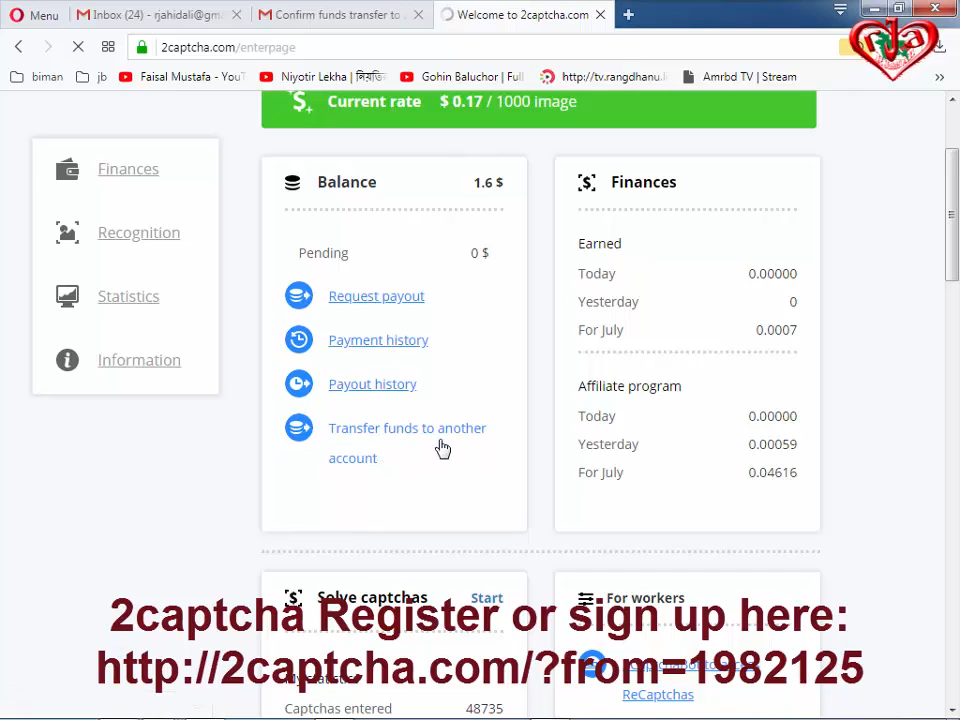 Menu
Inbox (24) - rjahidali@gm
Confirm funds transfer to
Welcome to 2captcha.com
2captcha.com/enterpage
rja
biman
jb
Faisal Mustafa - YouT
Niyotir Lekha |
Gohin Baluchor | Full
http://tv.rangdhanu.
Amrbd TV | Stream
Current rate $ 0.17 / 1000 image
Finances
Recognition
Statistics
Information
Balance 1.6 $
Pending 0 $
Request payout
Payment history
Payout history
Transfer funds to another
account
Finances
Earned
Today 0.00000
Yesterday 0
For July 0.0007
Affiliate program
Today 0.00000
Yesterday 0.00059
For July 0.04616
Solve captchas Start
For workers
2captcha Register or sign up here:
http://2captcha.com/?from=1982125
ReCaptchas
Captchas entered 48735